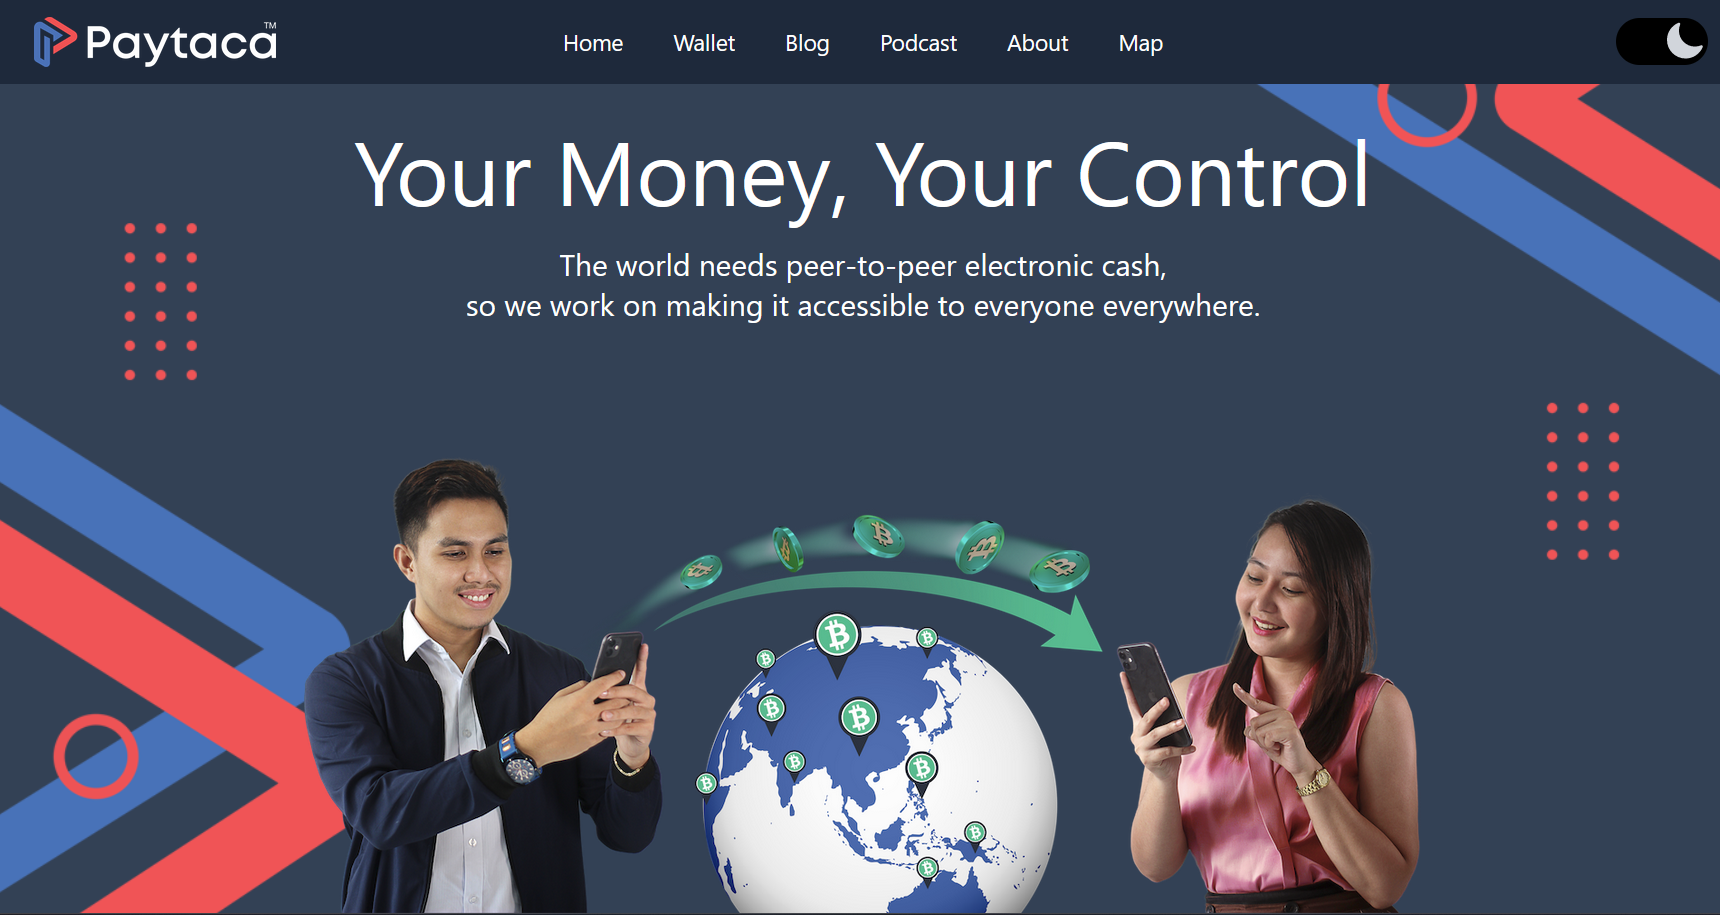 Paytaca™
Home Wallet Blog Podcast About Map
Your Money, Your Control
The world needs peer-to-peer electronic cash,
so we work on making it accessible to everyone everywhere.